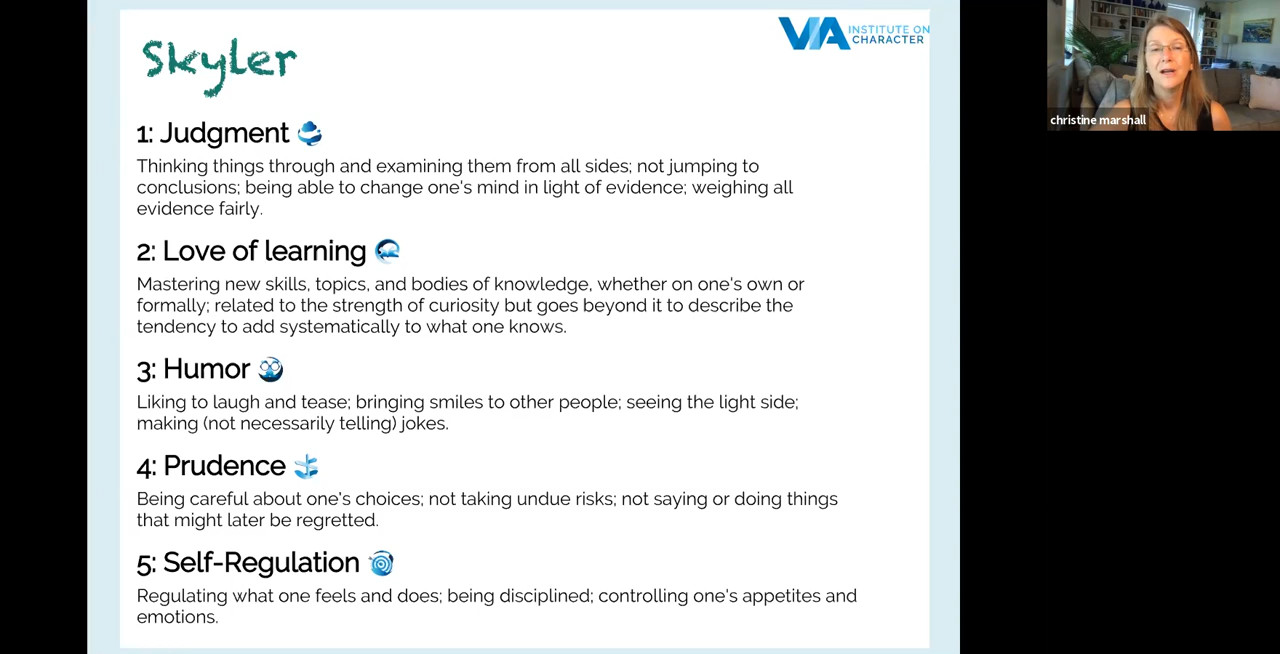 Skyler
VIA INSTITUTE ON
CHARACTER
1: Judgment
Thinking things through and examining them from all sides; not jumping to
conclusions; being able to change one's mind in light of evidence; weighing all
evidence fairly.
2: Love of learning
Mastering new skills, topics, and bodies of knowledge, whether on one's own or
formally; related to the strength of curiosity but goes beyond it to describe the
tendency to add systematically to what one knows.
3: Humor
Liking to laugh and tease; bringing smiles to other people; seeing the light side;
making (not necessarily telling) jokes.
4: Prudence
Being careful about one's choices; not taking undue risks; not saying or doing things
that might later be regretted.
5: Self-Regulation
Regulating what one feels and does; being disciplined; controlling one's appetites and
emotions.
christine marshall